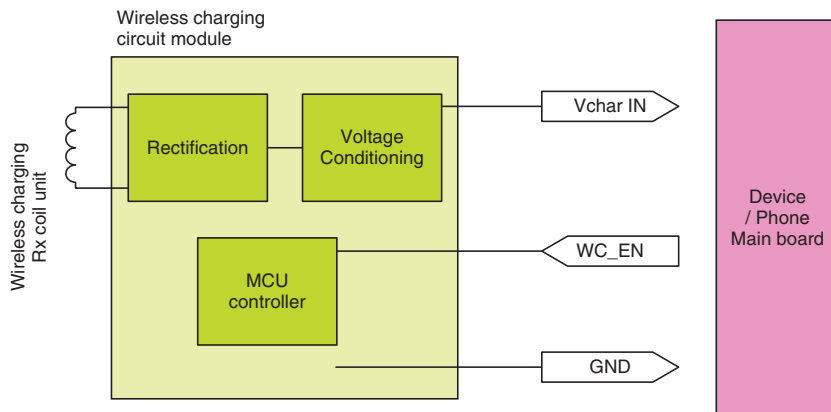 Wireless charging
circuit module
Wireless charging
Rx coil unit
Rectification
Voltage
Conditioning
Vchar IN
MCU
controller
WC_EN
GND
Device
/ Phone
Main board